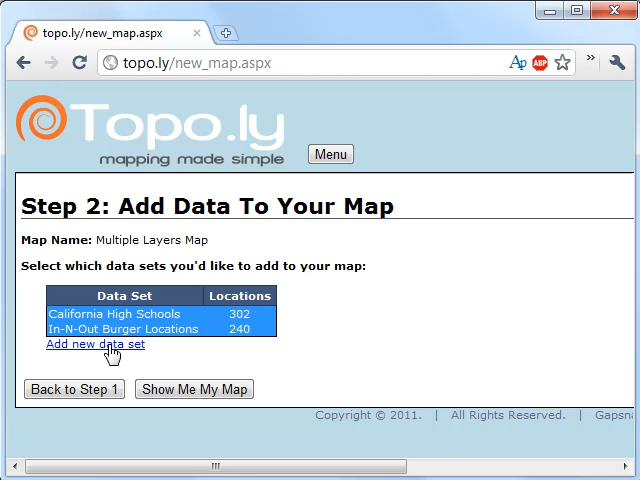 topo.ly/new_map.aspx
topo.ly/new_map.aspx
Ap ABP »
Topo.ly
mapping made simple
Menu
Step 2: Add Data To Your Map
Map Name: Multiple Layers Map
Select which data sets you'd like to add to your map:
Data Set Locations
California High Schools 302
In-N-Out Burger Locations 240
Add new data set
Back to Step 1 Show Me My Map
Copyright © 2011. | All Rights Reserved. | Gapsna